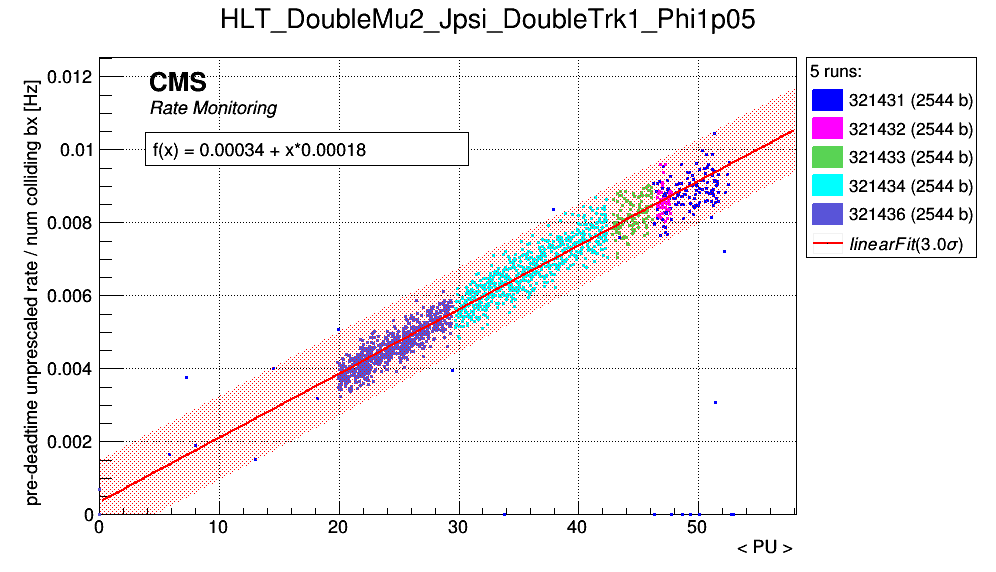 HLT_DoubleMu2_Jpsi_DoubleTrk1_Phi1p05
pre-deadtime unprescaled rate / num colliding bx [Hz]
0.012
0.01
0.008
0.006
0.004
0.002
0
CMS
Rate Monitoring
f(x) = 0.00034 + x*0.00018
0 10 20 30 40 50
< PU >
5 runs:
321431 (2544 b)
321432 (2544 b)
321433 (2544 b)
321434 (2544 b)
321436 (2544 b)
linearFit(3.0σ)